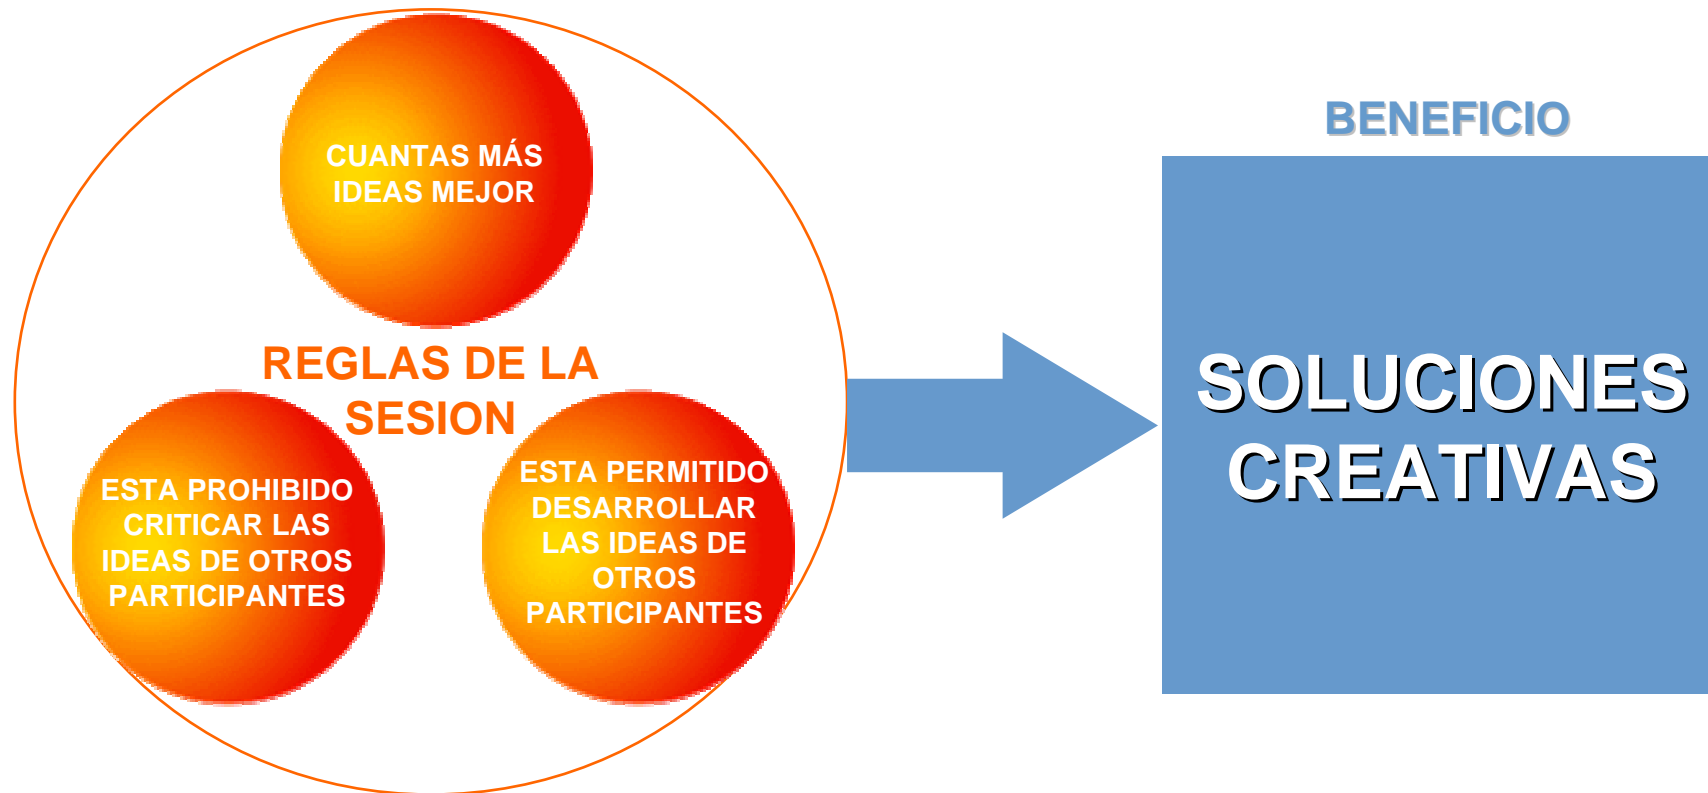 CUANTAS MÁS
IDEAS MEJOR
REGLAS DE LA
SESION
ESTA PROHIBIDO
CRITICAR LAS
IDEAS DE OTROS
PARTICIPANTES
ESTA PERMITIDO
DESARROLLAR
LAS IDEAS DE
OTROS
PARTICIPANTES
BENEFICIO
SOLUCIONES
CREATIVAS